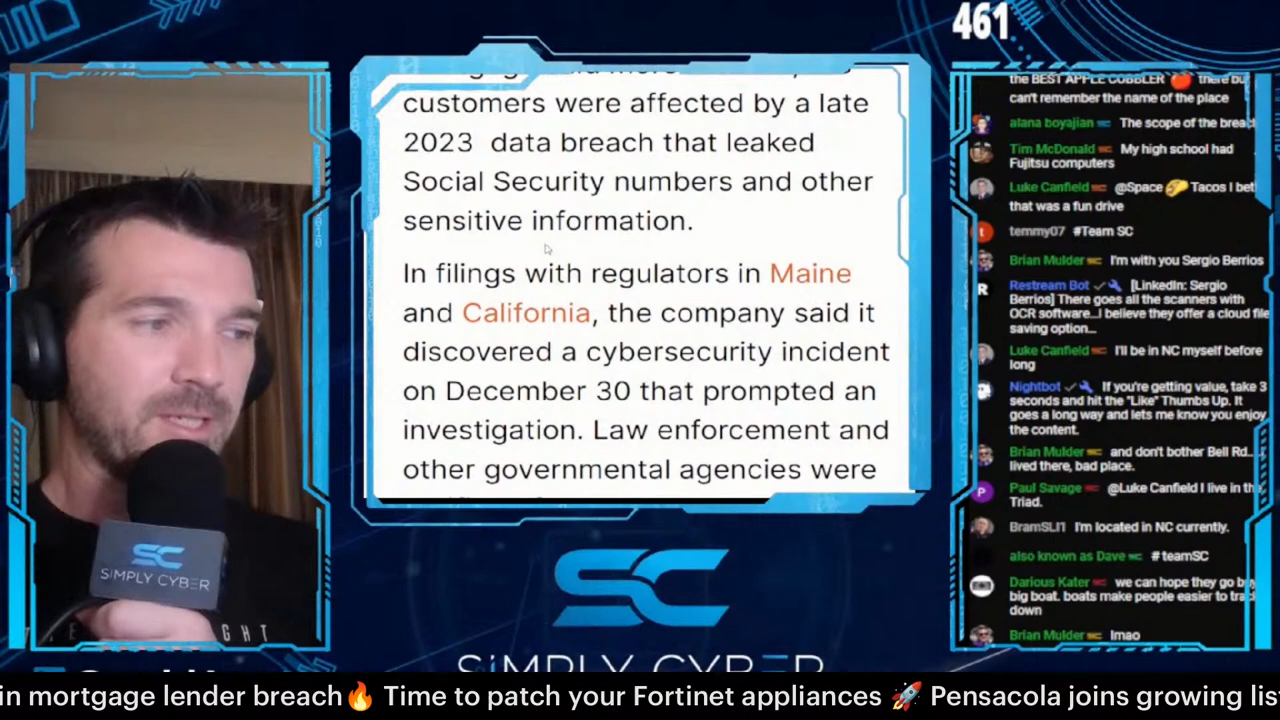 461
customers were affected by a late
2023 data breach that leaked
Social Security numbers and other
sensitive information.
In filings with regulators in Maine
and California, the company said it
discovered a cybersecurity incident
on December 30 that prompted an
investigation. Law enforcement and
other governmental agencies were
the BEST APPLE COBBLER 🍎 there bu
can't remember the name of the place
alana boyajian The scope of the breac
Tim McDonald My high school had
Fujitsu computers
Luke Canfield @Space 🌮 Tacos I bet
that was a fun drive
temmy07 #Team SC
Brian Mulder I'm with you Sergio Berrios
Restream Bot [LinkedIn: Sergio
Berrios] There goes all the scanners with
OCR software...I believe they offer a cloud file
saving option...
Luke Canfield I'll be in NC myself before
long
Nightbot If you're getting value, take 3
seconds and hit the "Like" Thumbs Up. It
goes a long way and lets me know you enjoy
the content.
Brian Mulder and don't bother Bell Rd...
lived there, bad place.
Paul Savage @Luke Canfield I live in the
Triad.
BramSLI1 I'm located in NC currently.
also known as Dave #teamSC
Darious Kater we can hope they go buy
big boat. boats make people easier to trac
down
Brian Mulder lmao
SC
SIMPLY CYBER
SC
SIMPLY CYBER
in mortgage lender breach🔥 Time to patch your Fortinet appliances 🚀 Pensacola joins growing list